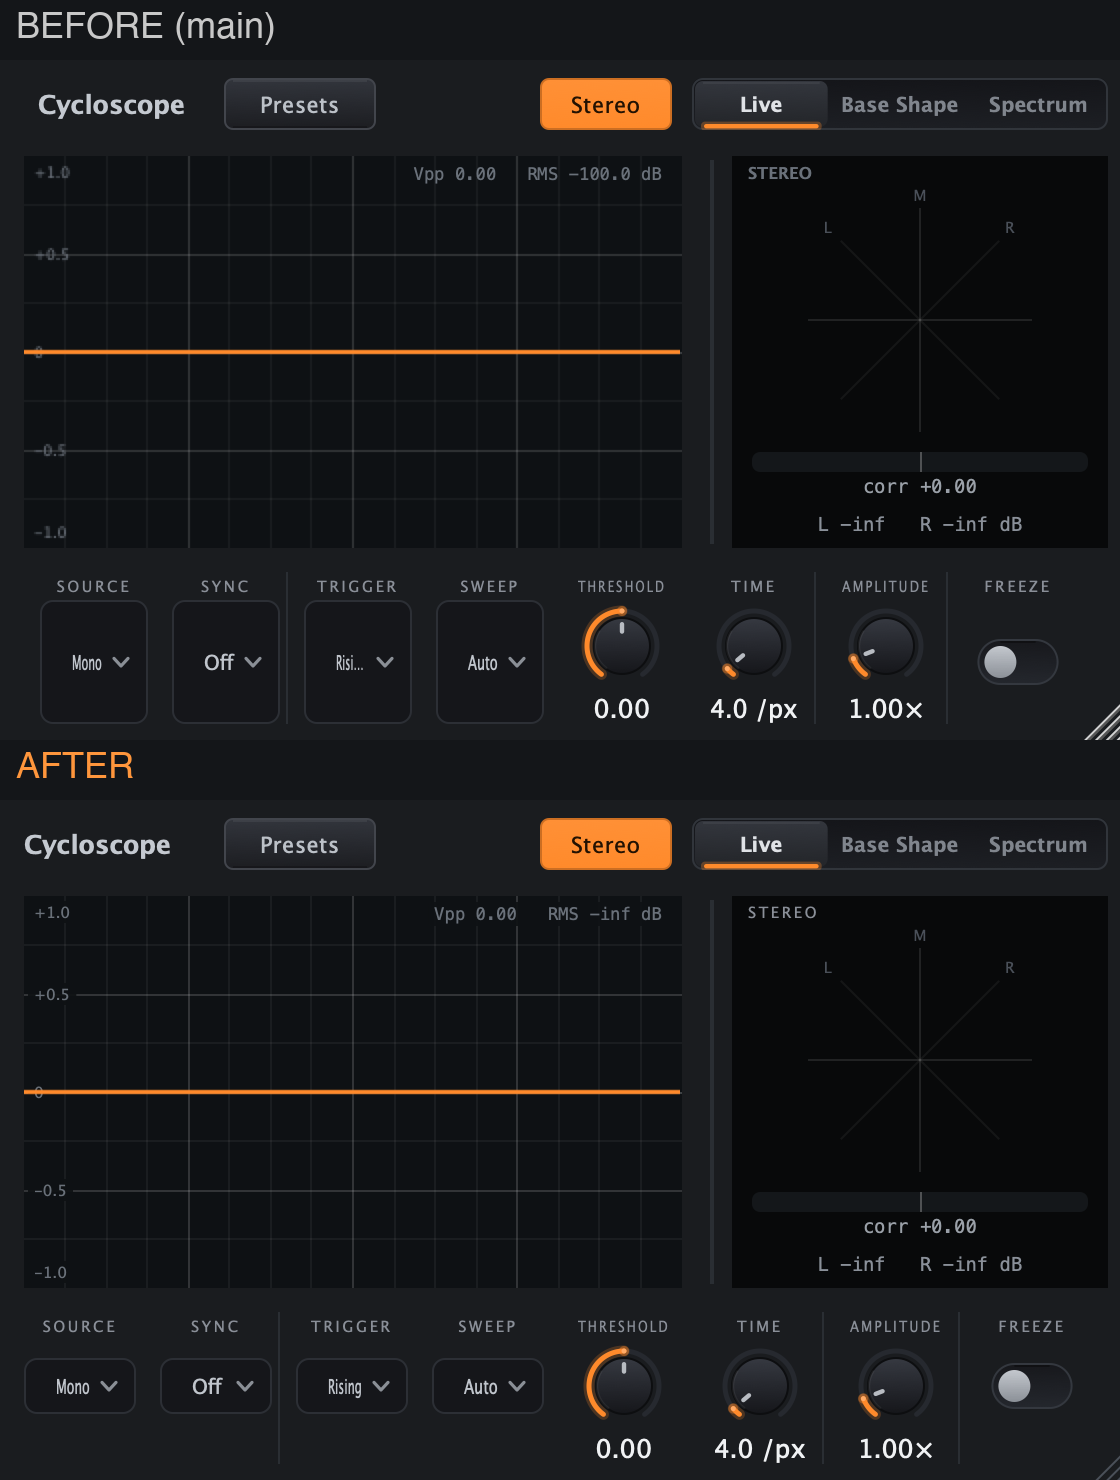 BEFORE (main)
Cycloscope Presets Stereo Live Base Shape Spectrum
+1.0 Vpp 0.00 RMS -100.0 dB STEREO
M
L R
+0.5
0
-0.5
corr +0.00
L -inf R -inf dB
-1.0
SOURCE SYNC TRIGGER SWEEP THRESHOLD TIME AMPLITUDE FREEZE
Mono Off Risi... Auto
0.00 4.0 /px 1.00×
AFTER
Cycloscope Presets Stereo Live Base Shape Spectrum
+1.0 Vpp 0.00 RMS -inf dB STEREO
M
L R
+0.5
0
-0.5
corr +0.00
L -inf R -inf dB
-1.0
SOURCE SYNC TRIGGER SWEEP THRESHOLD TIME AMPLITUDE FREEZE
Mono Off Rising Auto
0.00 4.0 /px 1.00×